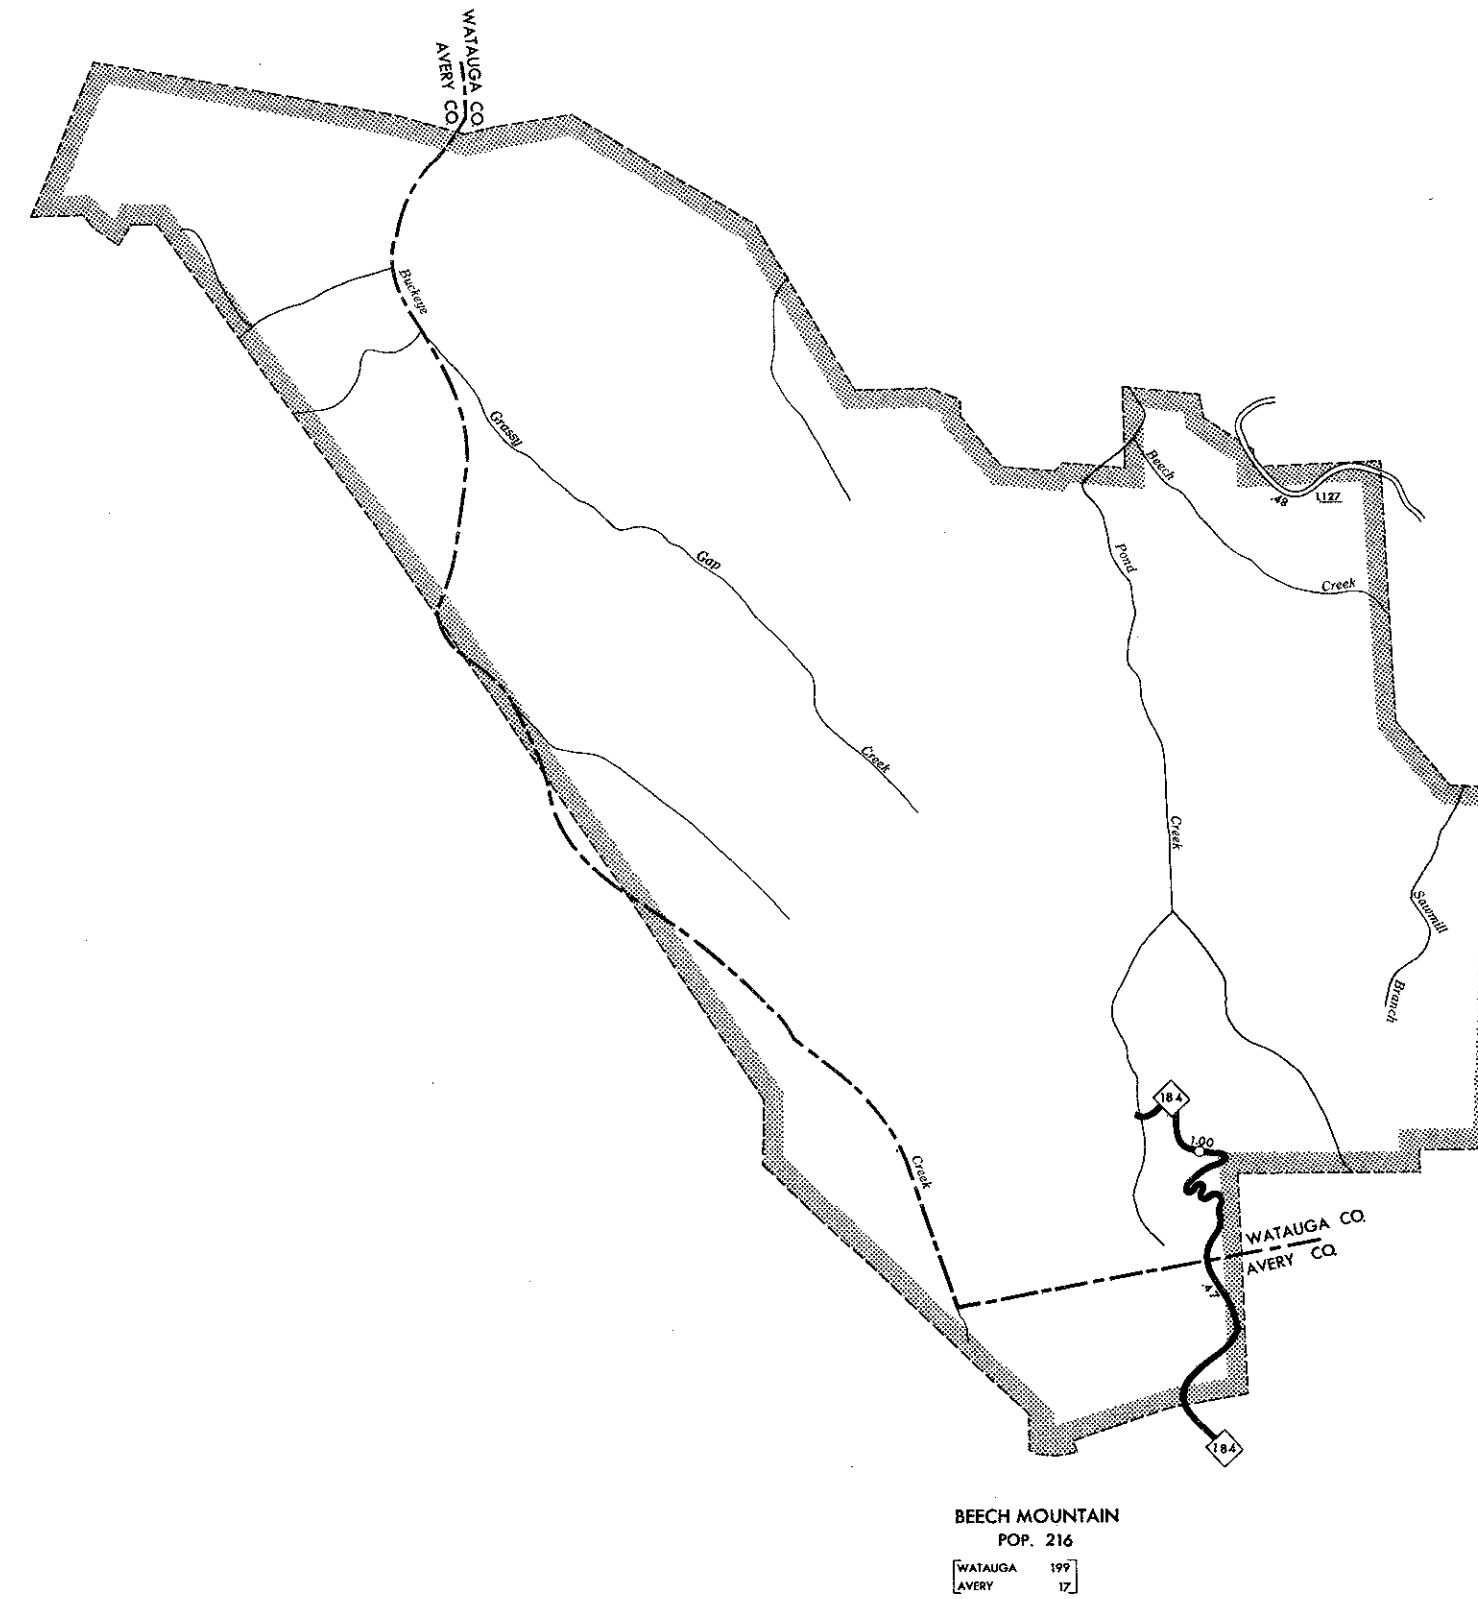 WATAUGA CO.
AVERY CO.
Buckeye
Grassy
Gap
Creek
Beech
Creek
.48
1127
Pond
Creek
Sawmill
Branch
184
1.00
Creek
WATAUGA CO.
AVERY CO.
.47
184
BEECH MOUNTAIN
POP. 216
WATAUGA 199
AVERY 17